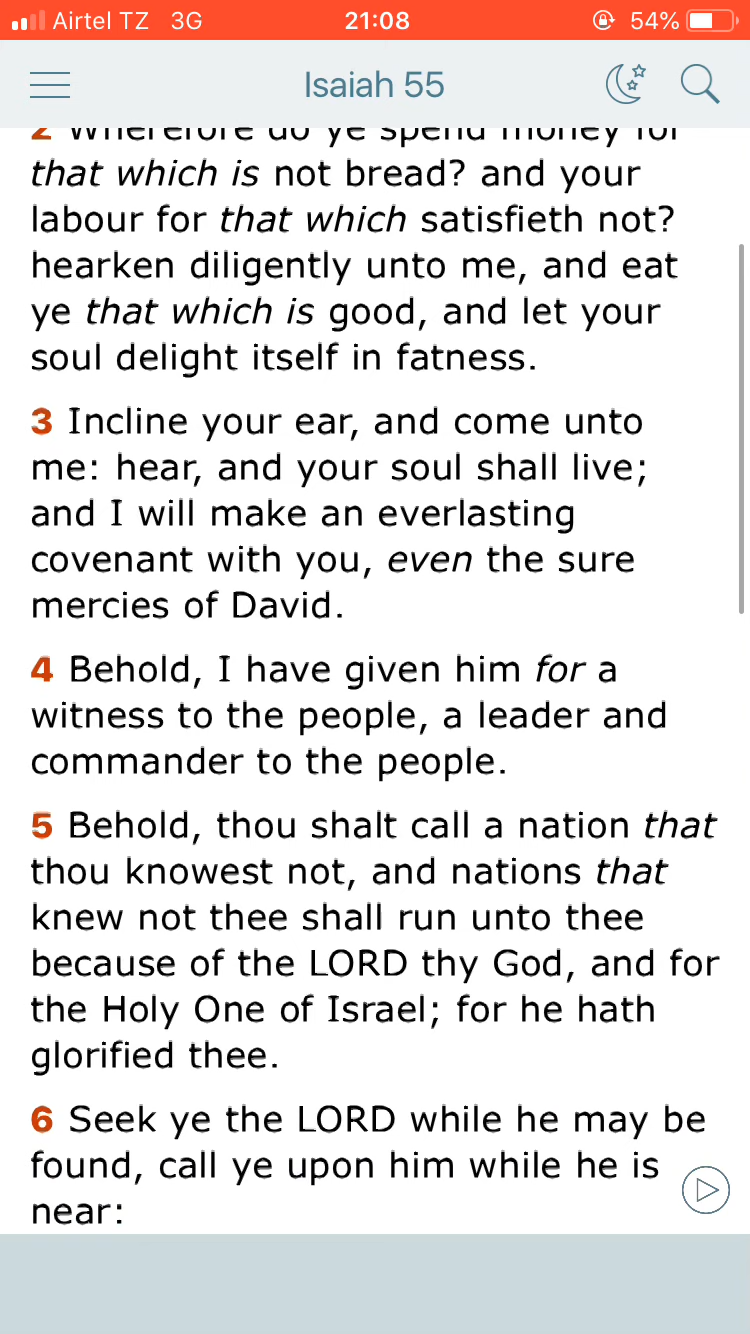 Airtel TZ 3G 21:08 54%
Isaiah 55
2 Wherefore do ye spend money for
that which is not bread? and your
labour for that which satisfieth not?
hearken diligently unto me, and eat
ye that which is good, and let your
soul delight itself in fatness.
3 Incline your ear, and come unto
me: hear, and your soul shall live;
and I will make an everlasting
covenant with you, even the sure
mercies of David.
4 Behold, I have given him for a
witness to the people, a leader and
commander to the people.
5 Behold, thou shalt call a nation that
thou knowest not, and nations that
knew not thee shall run unto thee
because of the LORD thy God, and for
the Holy One of Israel; for he hath
glorified thee.
6 Seek ye the LORD while he may be
found, call ye upon him while he is
near: